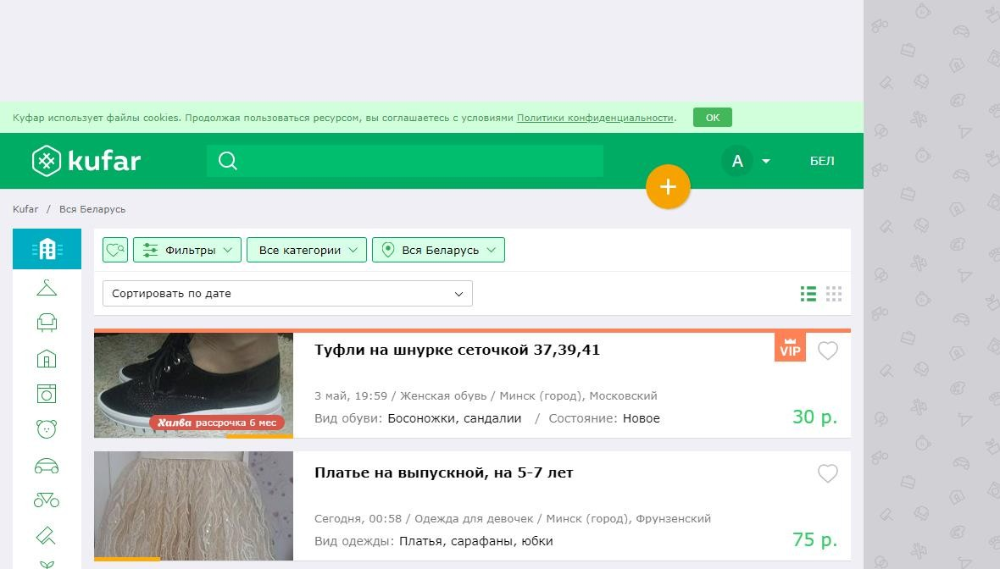 Куфар использует файлы cookies. Продолжая пользоваться ресурсом, вы соглашаетесь с условиями Политики конфиденциальности. OK
kufar
А
БЕЛ
Kufar / Вся Беларусь
Фильтры Все категории Вся Беларусь
Сортировать по дате
Туфли на шнурке сеточкой 37,39,41
VIP
3 май, 19:59 / Женская обувь / Минск (город), Московский
Вид обуви: Босоножки, сандалии / Состояние: Новое
30 р.
Халва рассрочка 6 мес
Платье на выпускной, на 5-7 лет
Сегодня, 00:58 / Одежда для девочек / Минск (город), Фрунзенский
Вид одежды: Платья, сарафаны, юбки
75 р.